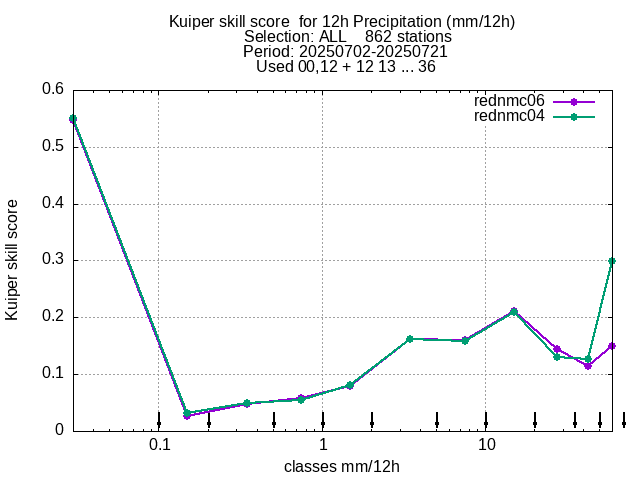 Kuiper skill score  for 12h Precipitation (mm/12h)
Selection: ALL    862 stations
Period: 20250702-20250721
Used 00,12 + 12 13 ... 36
rednmc06
rednmc04
0.6
0.5
0.4
0.3
0.2
0.1
0
Kuiper skill score
0.1 1 10
classes mm/12h